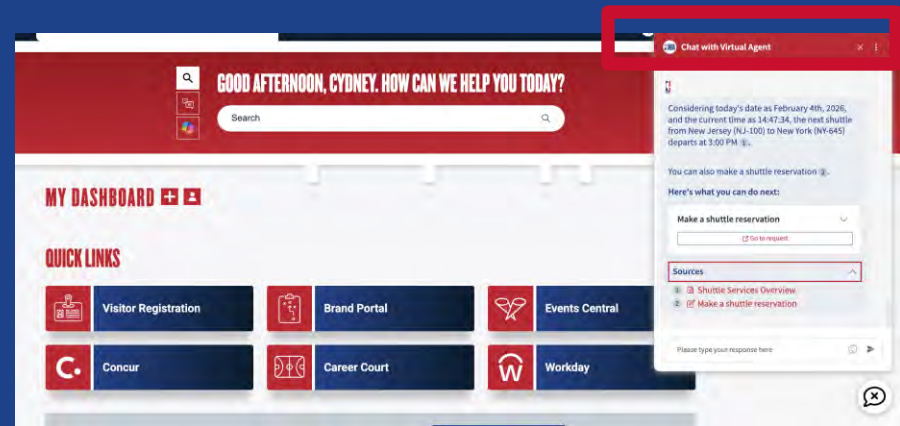 Chat with Virtual Agent
GOOD AFTERNOON, CYDNEY. HOW CAN WE HELP YOU TODAY?
Search
Considering today's date as February 4th, 2026,
and the current time as 14:47:34, the next shuttle
from New Jersey (NJ-100) to New York (NY-645)
departs at 3:00 PM 1.
You can also make a shuttle reservation 2.
Here's what you can do next:
Make a shuttle reservation
Go to request
Sources
1 Shuttle Services Overview
2 Make a shuttle reservation
Please type your response here
MY DASHBOARD
QUICK LINKS
Visitor Registration
Brand Portal
Events Central
Concur
Career Court
Workday